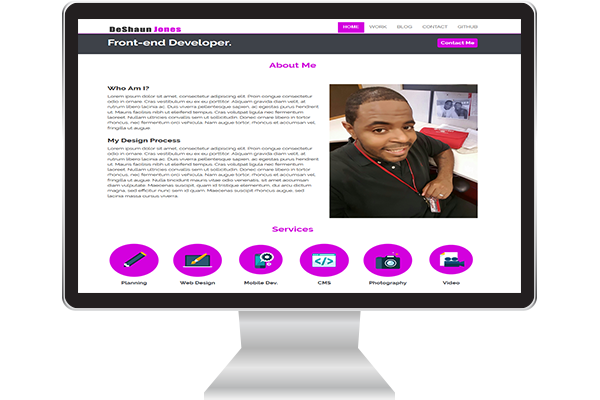 DeShaun Jones
HOME WORK BLOG CONTACT GITHUB
Front-end Developer.
Contact Me
About Me
Who Am I?
Lorem ipsum dolor sit amet, consectetur adipiscing elit. Proin congue consectetur
odio in ornare. Cras vestibulum eu ex eu porttitor. Aliquam gravida diam velit, at
rutrum libero lacinia ac. Duis viverra pellentesque sapien, ac egestas purus hendrerit
ut. Mauris facilisis nibh ut eleifend tempus. Cras volutpat ligula nec fermentum
laoreet. Nullam ultricies convallis sem ut sollicitudin. Donec ornare libero in tortor
rhoncus, nec fermentum orci vehicula. Nam augue tortor, rhoncus et accumsan vel,
fringilla ut augue.
My Design Process
Lorem ipsum dolor sit amet, consectetur adipiscing elit. Proin congue consectetur
odio in ornare. Cras vestibulum eu ex eu porttitor. Aliquam gravida diam velit, at
rutrum libero lacinia ac. Duis viverra pellentesque sapien, ac egestas purus hendrerit
ut. Mauris facilisis nibh ut eleifend tempus. Cras volutpat ligula nec fermentum
laoreet. Nullam ultricies convallis sem ut sollicitudin. Donec ornare libero in tortor
rhoncus, nec fermentum orci vehicula. Nam augue tortor, rhoncus et accumsan vel,
fringilla ut augue. Nulla tincidunt mauris vitae odio venenatis, sit amet accumsan
diam vulputate. Maecenas suscipit, quam id tristique elementum, dui arcu dictum
magna, sed efficitur nunc sem id quam. Maecenas suscipit rhoncus augue, sed
lacinia massa cursus viverra.
Services
Planning Web Design Mobile Dev. CMS Photography Video